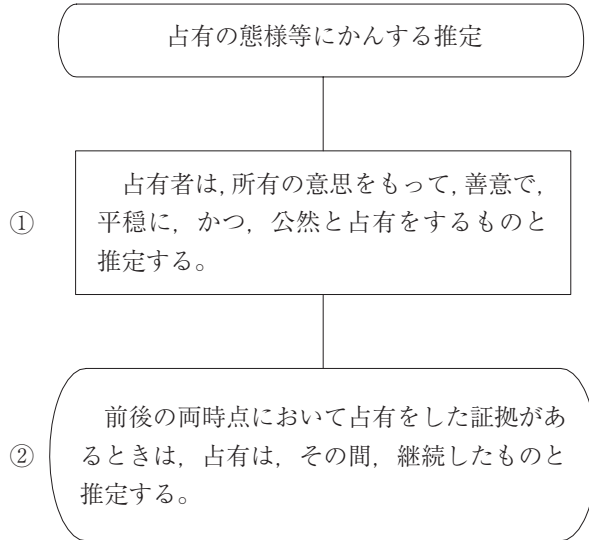 占有の態様等にかんする推定
①
占有者は，所有の意思をもって，善意で，
平穏に，かつ，公然と占有をするものと
推定する。
②
前後の両時点において占有をした証拠があ
るときは，占有は，その間，継続したものと
推定する。